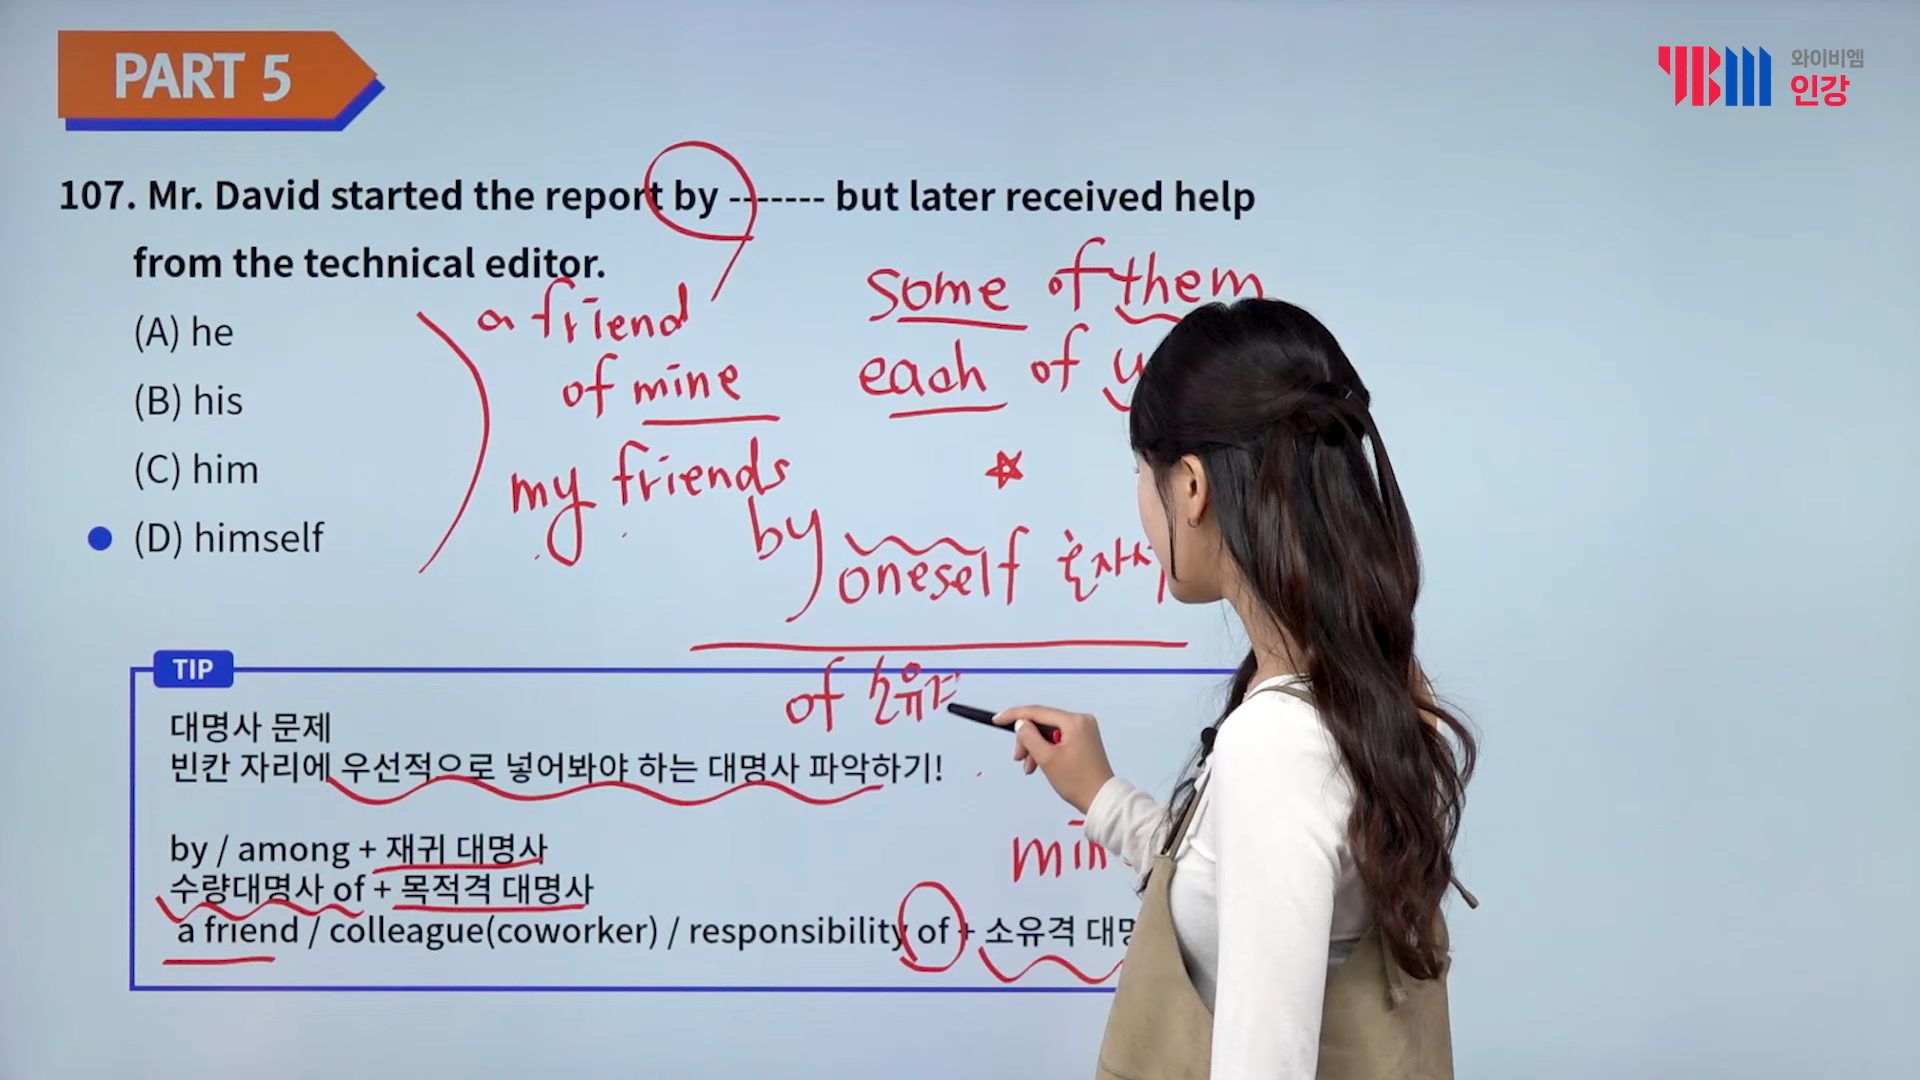 PART 5
YBM 와이비엠
인강
107. Mr. David started the report by ------- but later received help
from the technical editor.
(A) he
(B) his
(C) him
(D) himself
a friend
of mine
my friends
some of them
each of
by oneself 혼자서
of 소유
TIP
대명사 문제
빈칸 자리에 우선적으로 넣어봐야 하는 대명사 파악하기!
by / among + 재귀 대명사
수량대명사 of + 목적격 대명사
a friend / colleague(coworker) / responsibility of + 소유격